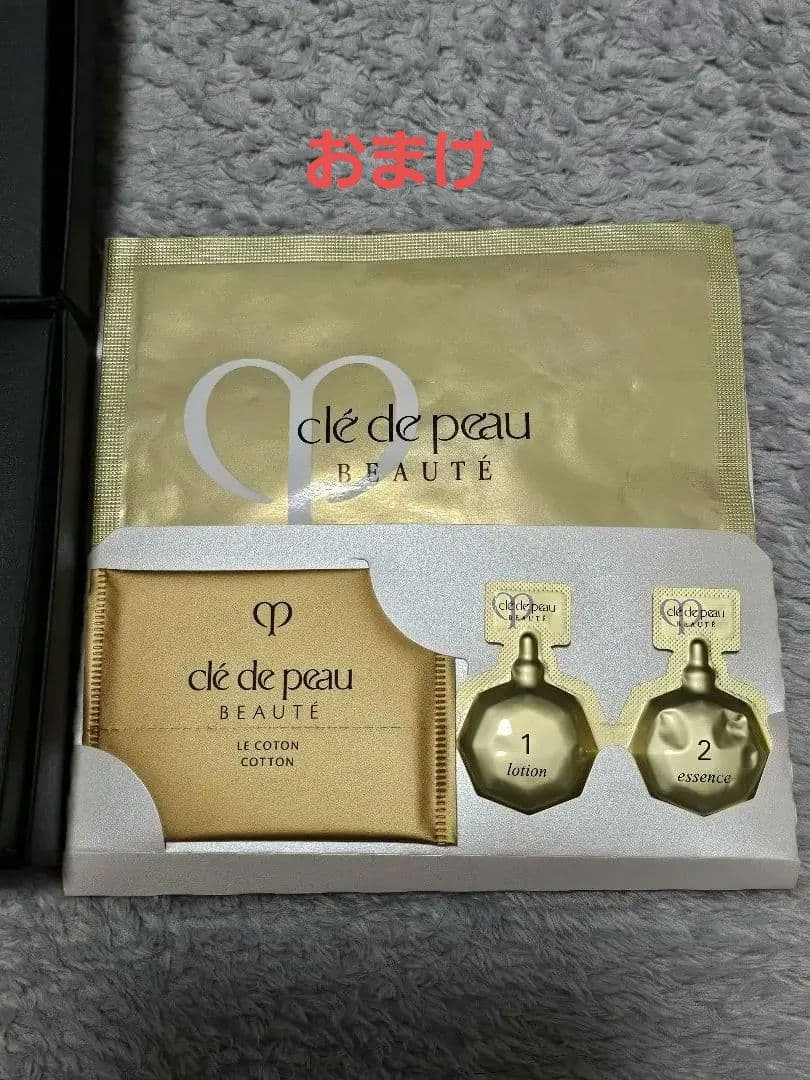 おまけ
clé de peau
BEAUTÉ
clé de peau
BEAUTÉ
LE COTON
COTTON
clé de peau
BEAUTÉ
1
lotion
clé de peau
BEAUTÉ
2
essence